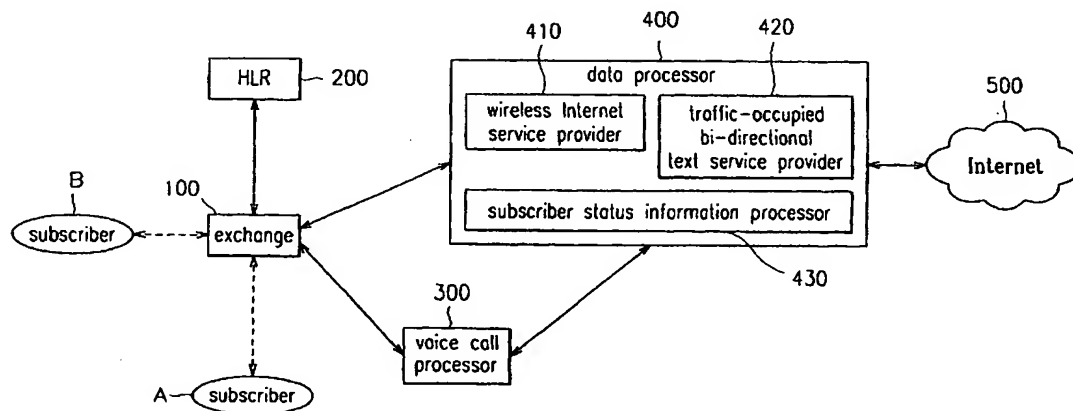 400
410
420
data processor
HLR
200
wireless Internet
service provider
traffic-occupied
bi-directional
text service provider
500
Internet
B
100
subscriber
exchange
subscriber status information processor
430
300
voice call
processor
A
subscriber